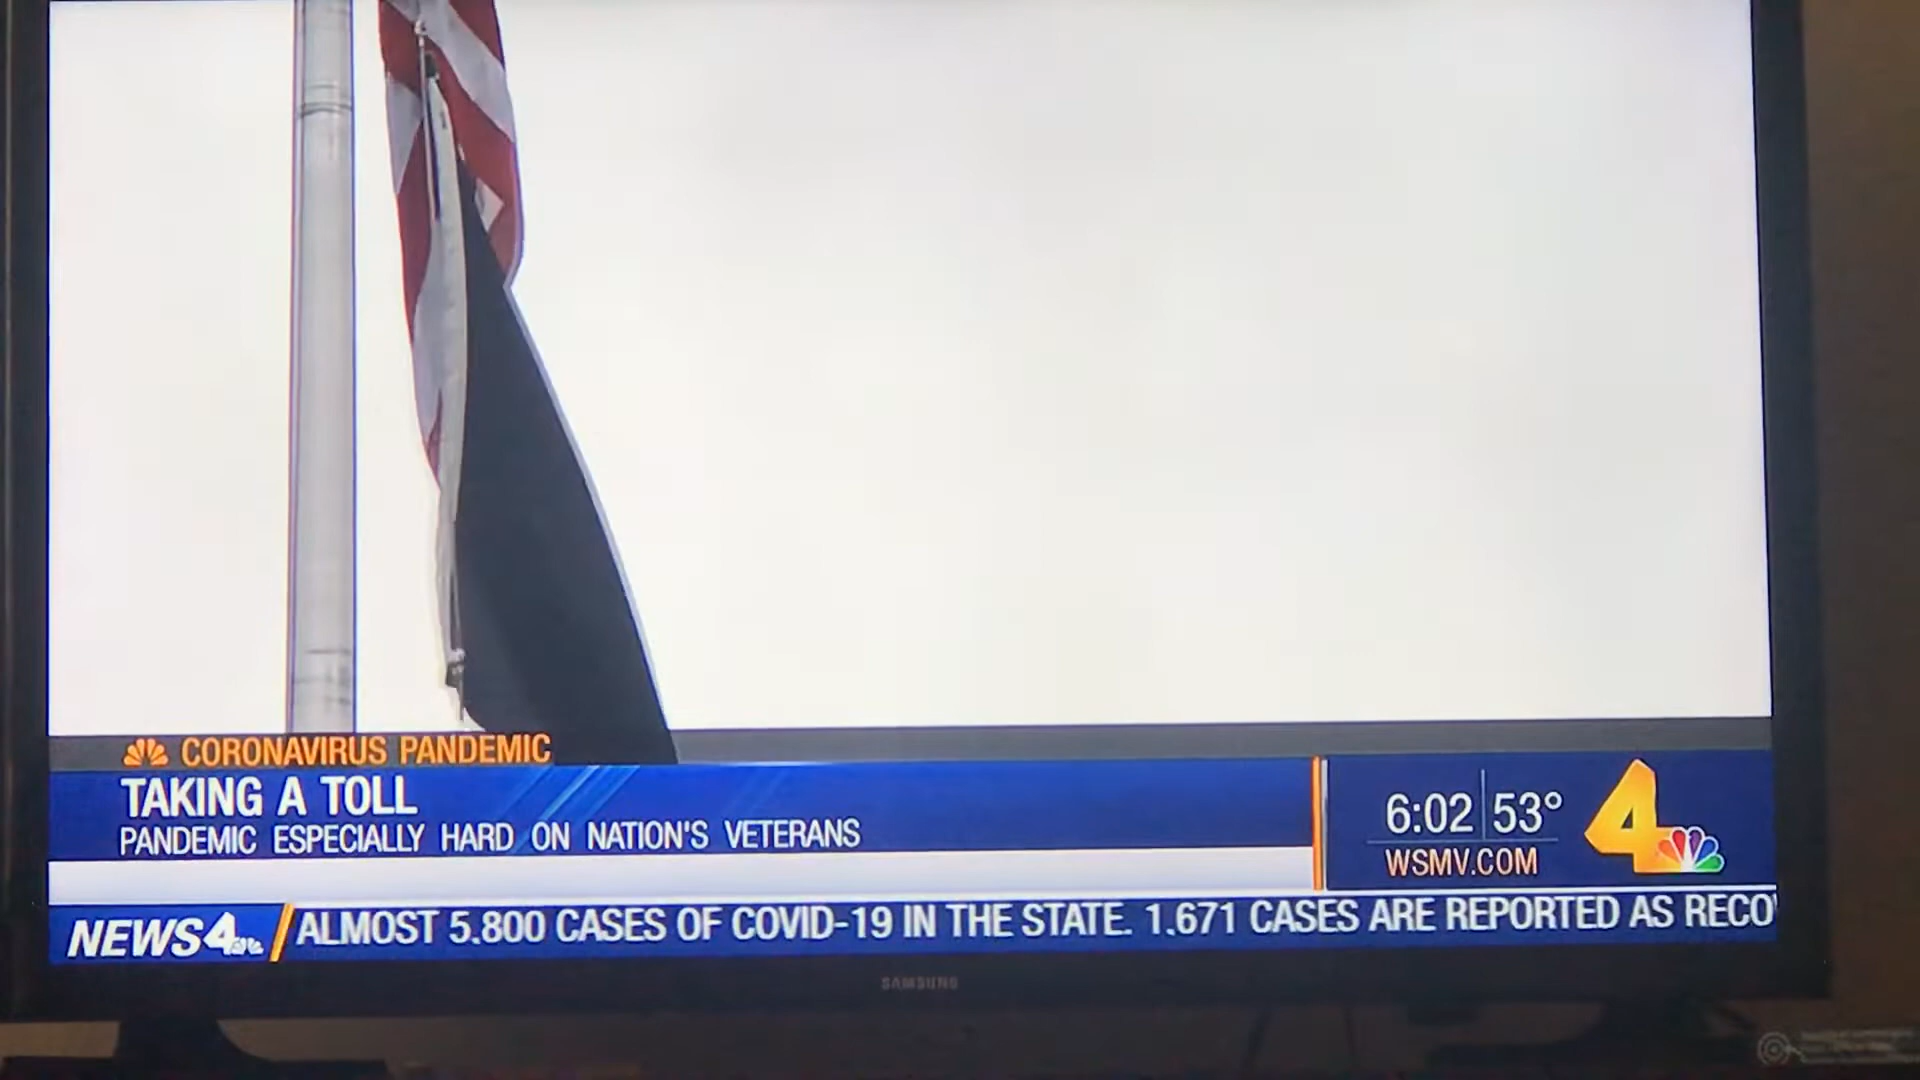 CORONAVIRUS PANDEMIC
TAKING A TOLL
PANDEMIC ESPECIALLY HARD ON NATION'S VETERANS
6:02 53°
WSMV.COM
4
NEWS4 ALMOST 5,800 CASES OF COVID-19 IN THE STATE. 1,671 CASES ARE REPORTED AS RECO
SAMSUNG